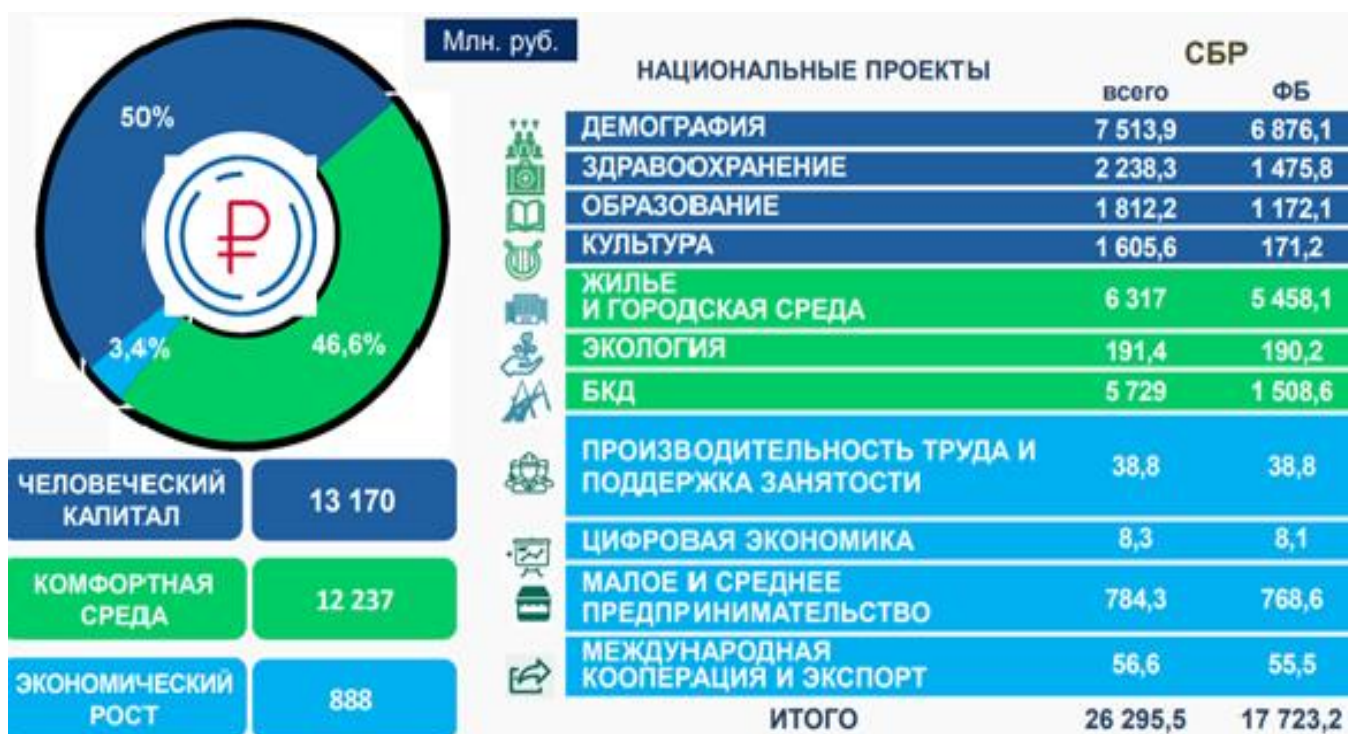 Млн. руб.
50%
46,6%
3,4%
ЧЕЛОВЕЧЕСКИЙ
КАПИТАЛ
13 170
КОМФОРТНАЯ
СРЕДА
12 237
ЭКОНОМИЧЕСКИЙ
РОСТ
888
НАЦИОНАЛЬНЫЕ ПРОЕКТЫ
СБР
всего ФБ
ДЕМОГРАФИЯ 7 513,9 6 876,1
ЗДРАВООХРАНЕНИЕ 2 238,3 1 475,8
ОБРАЗОВАНИЕ 1 812,2 1 172,1
КУЛЬТУРА 1 605,6 171,2
ЖИЛЬЕ
И ГОРОДСКАЯ СРЕДА 6 317 5 458,1
ЭКОЛОГИЯ 191,4 190,2
БКД 5 729 1 508,6
ПРОИЗВОДИТЕЛЬНОСТЬ ТРУДА И
ПОДДЕРЖКА ЗАНЯТОСТИ 38,8 38,8
ЦИФРОВАЯ ЭКОНОМИКА 8,3 8,1
МАЛОЕ И СРЕДНЕЕ
ПРЕДПРИНИМАТЕЛЬСТВО 784,3 768,6
МЕЖДУНАРОДНАЯ
КООПЕРАЦИЯ И ЭКСПОРТ 56,6 55,5
ИТОГО 26 295,5 17 723,2